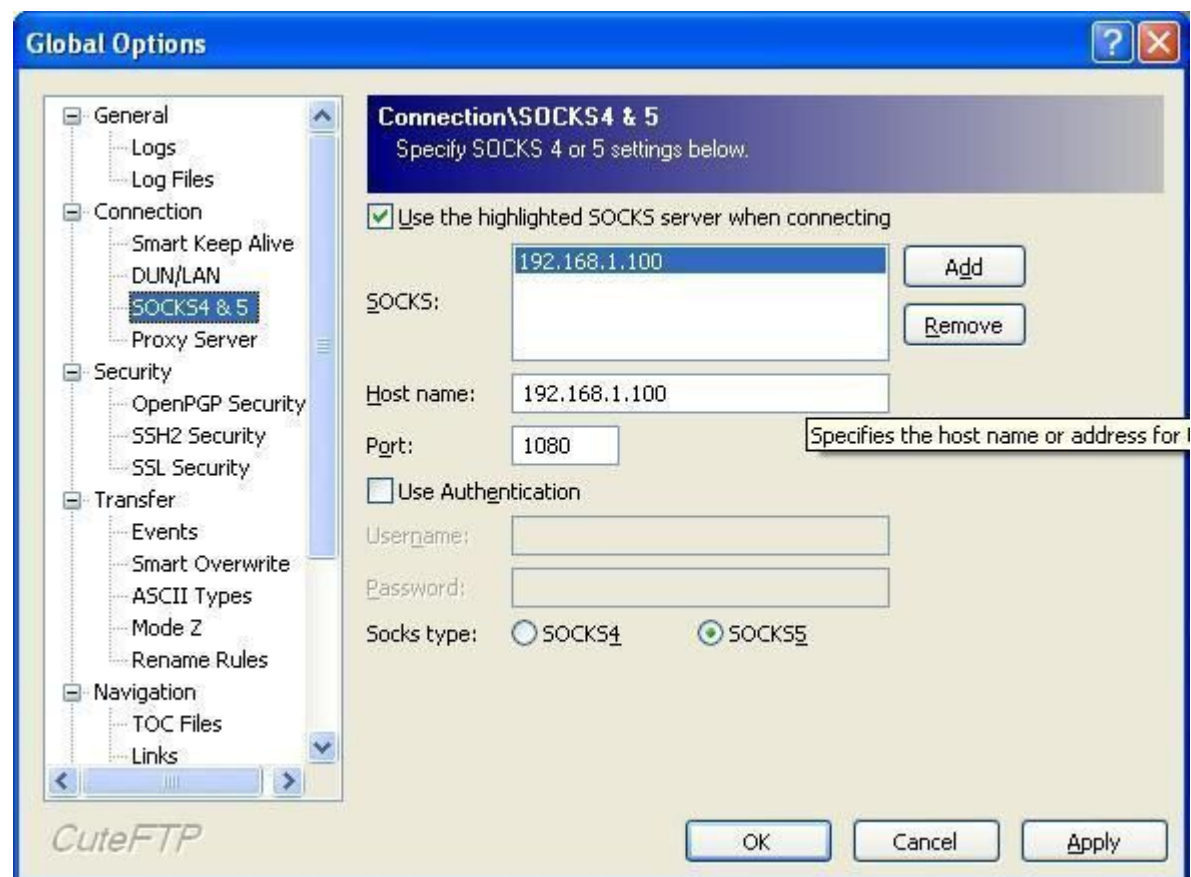 Global Options
General
Logs
Log Files
Connection
Smart Keep Alive
DUN/LAN
SOCKS4 & 5
Proxy Server
Security
OpenPGP Security
SSH2 Security
SSL Security
Transfer
Events
Smart Overwrite
ASCII Types
Mode Z
Rename Rules
Navigation
TOC Files
Links
CuteFTP
Connection\SOCKS4 & 5
Specify SOCKS 4 or 5 settings below.
Use the highlighted SOCKS server when connecting
SOCKS:
192.168.1.100
Add
Remove
Host name: 192.168.1.100
Specifies the host name or address for
Port: 1080
Use Authentication
Username:
Password:
Socks type: SOCKS4 SOCKS5
OK Cancel Apply